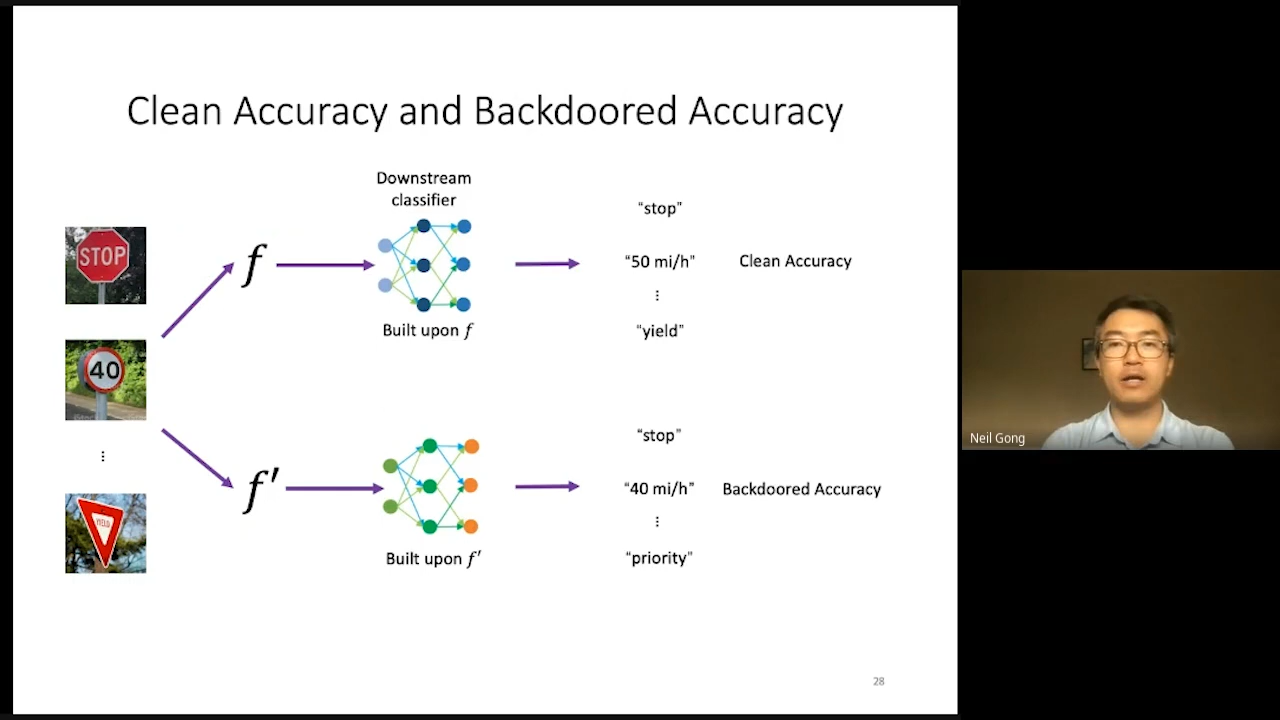 Clean Accuracy and Backdoored Accuracy
Downstream
classifier
STOP
f
"stop"
"50 mi/h"
Clean Accuracy
⋮
Built upon f
"yield"
40
⋮
YIELD
f′
"stop"
"40 mi/h"
Backdoored Accuracy
⋮
Built upon f′
"priority"
28
Neil Gong